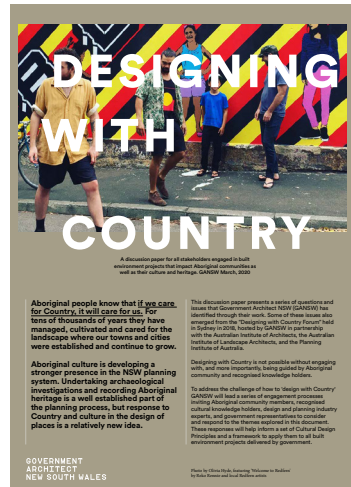 DESIGNING
WITH
COUNTRY
A discussion paper for all stakeholders engaged in built
environment projects that impact Aboriginal communities as
well as their culture and heritage. GANSW March, 2020
Aboriginal people know that if we care
for Country, it will care for us. For
tens of thousands of years they have
managed, cultivated and cared for the
landscape where our towns and cities
were established and continue to grow.
Aboriginal culture is developing a
stronger presence in the NSW planning
system. Undertaking archaeological
investigations and recording Aboriginal
heritage is a well established part of
the planning process, but response to
Country and culture in the design of
places is a relatively new idea.
This discussion paper presents a series of questions and
issues that Government Architect NSW (GANSW) has
identified through their work. Some of these issues also
emerged from the "Designing with Country Forum" held
in Sydney in 2018, hosted by GANSW in partnership
with the Australian Institute of Architects, the Australian
Institute of Landscape Architects, and the Planning
Institute of Australia.
Designing with Country is not possible without engaging
with, and more importantly, being guided by Aboriginal
community and recognised knowledge holders.
To address the challenge of how to 'design with Country'
GANSW will lead a series of engagement processes
inviting Aboriginal community members, recognised
cultural knowledge holders, design and planning industry
experts, and government representatives to consider
and respond to the themes explored in this document.
These responses will help inform a set of Cultural Design
Principles and a framework to apply them to all built
environment projects delivered by government.
GOVERNMENT
ARCHITECT
NEW SOUTH WALES
Photo by Olivia Hyde, featuring 'Welcome to Redfern'
by Reko Rennie and local Redfern artists